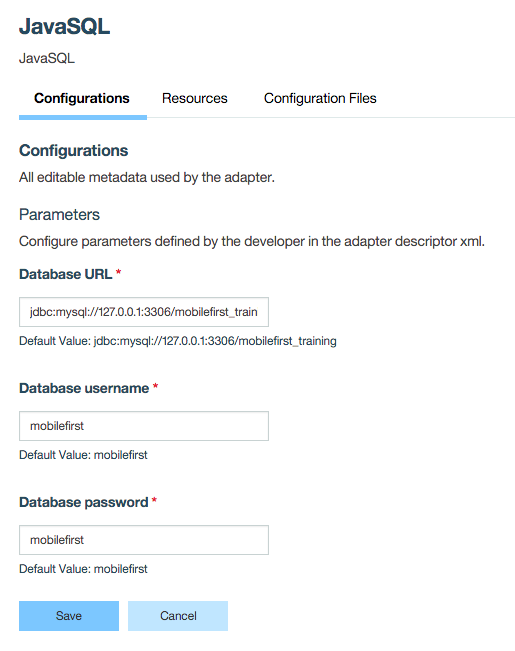 JavaSQL
JavaSQL
Configurations Resources Configuration Files
Configurations
All editable metadata used by the adapter.
Parameters
Configure parameters defined by the developer in the adapter descriptor xml.
Database URL *
jdbc:mysql://127.0.0.1:3306/mobilefirst_train
Default Value: jdbc:mysql://127.0.0.1:3306/mobilefirst_training
Database username *
mobilefirst
Default Value: mobilefirst
Database password *
mobilefirst
Default Value: mobilefirst
Save Cancel